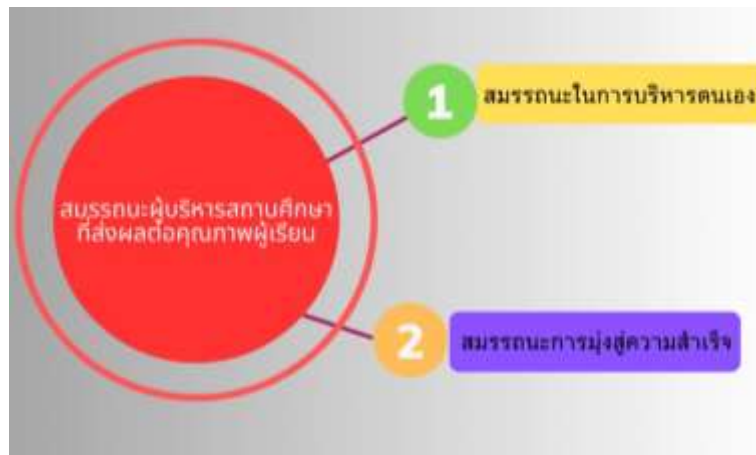 สมรรถนะผู้บริหารสถานศึกษา
ที่ส่งผลต่อคุณภาพผู้เรียน
1
สมรรถนะในการบริหารตนเอง
2
สมรรถนะการมุ่งสู่ความสำเร็จ